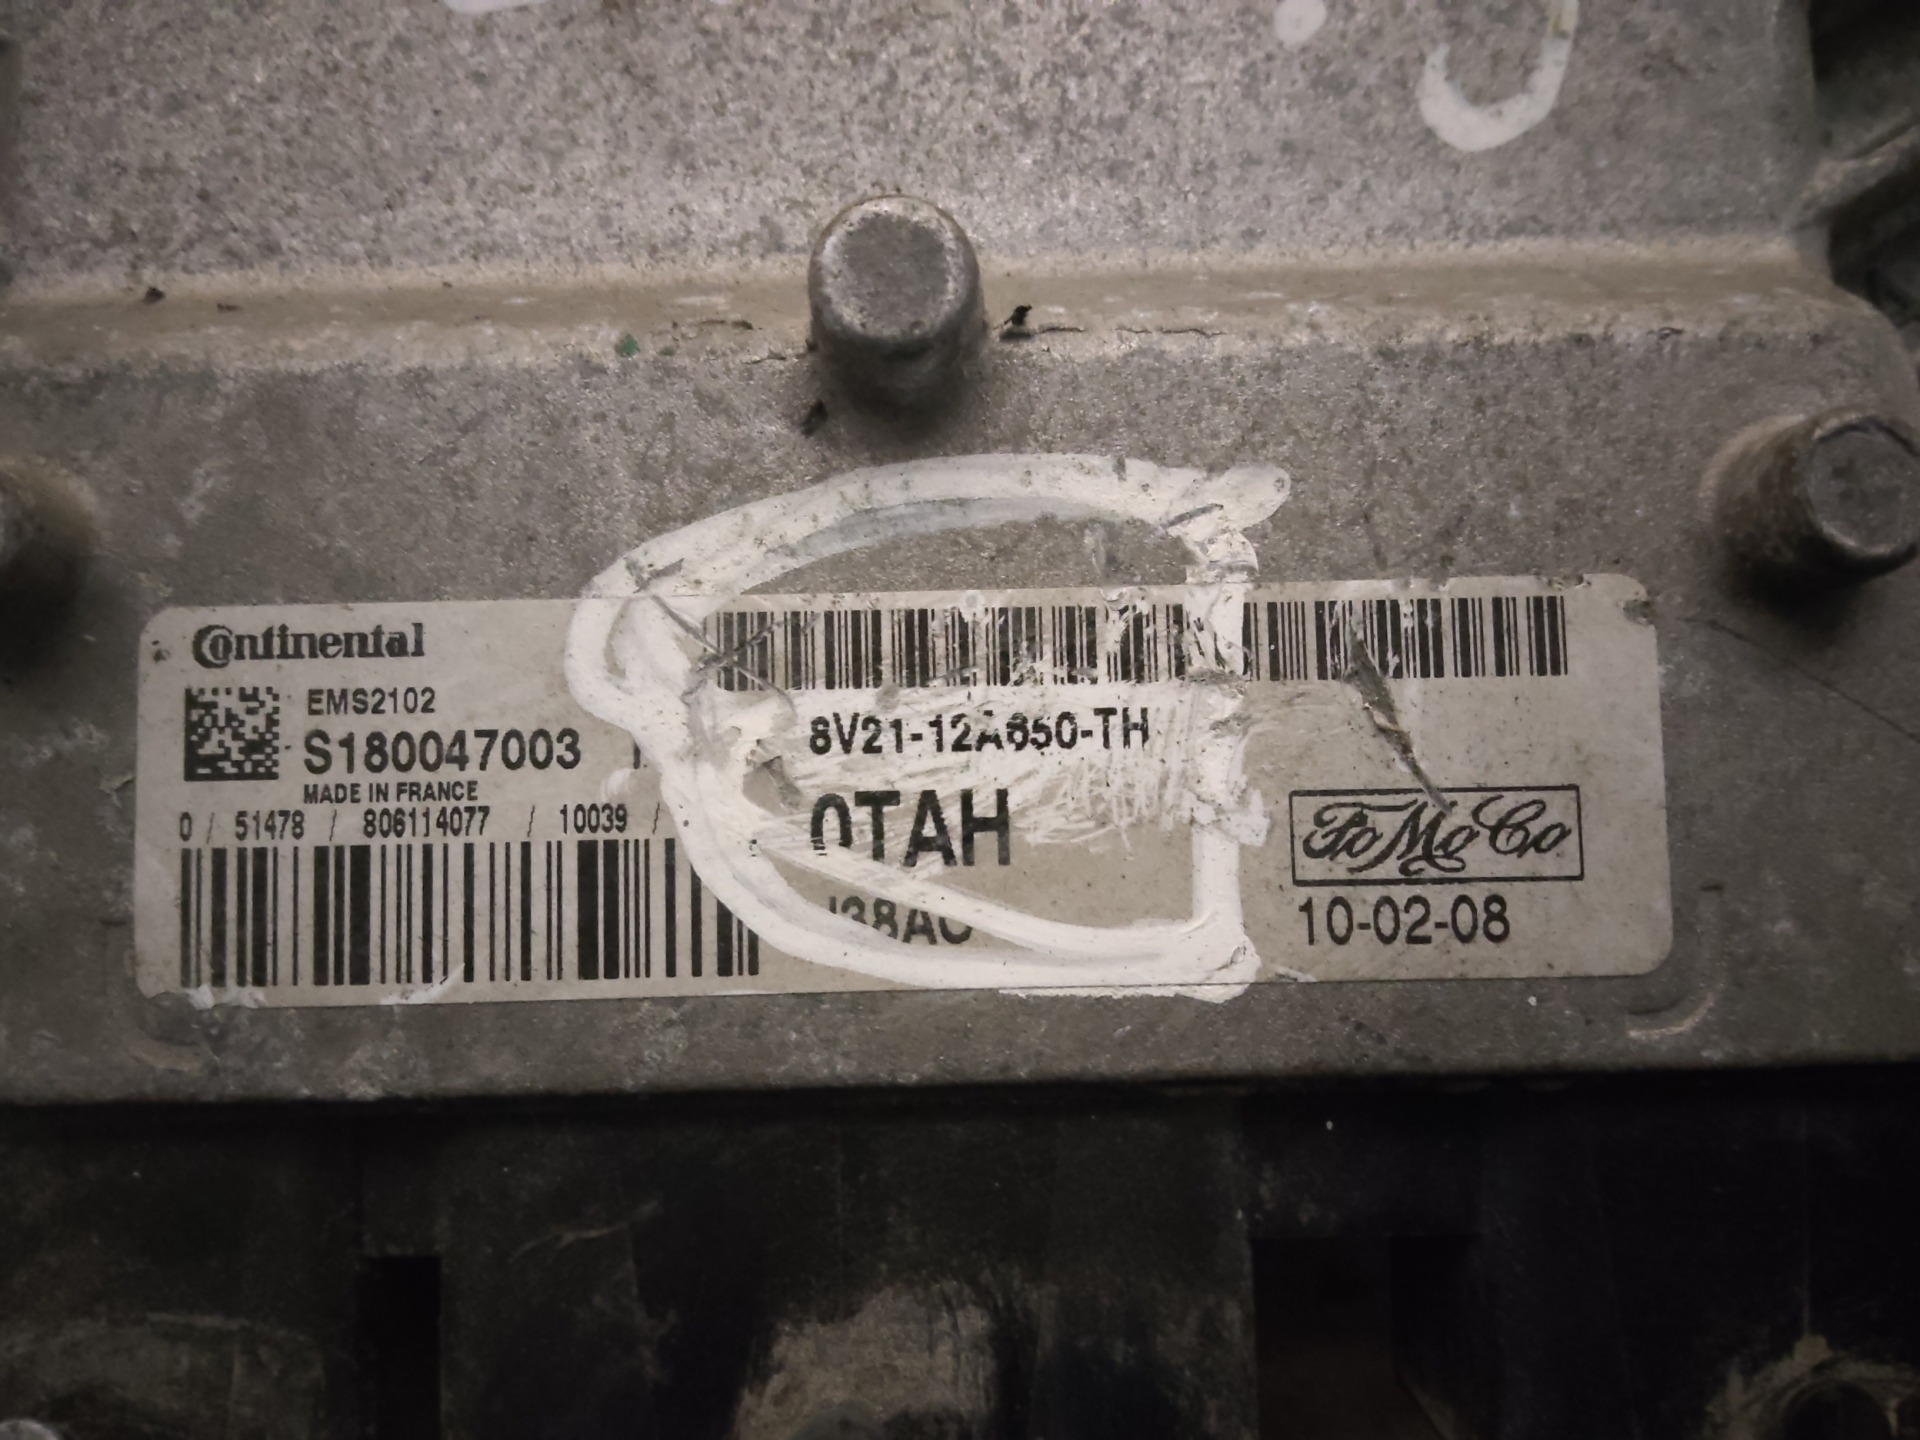 Continental
EMS2102
S180047003
MADE IN FRANCE
0 / 51478 / 806114077 / 10039 /
8V21-12A650-TH
0TAH
FoMoCo
10-02-08